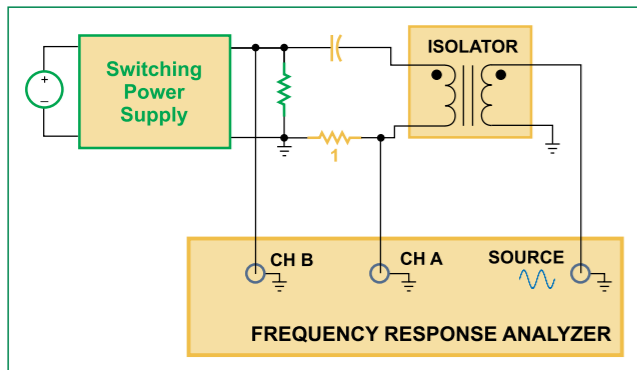 ISOLATOR
+
–
Switching
Power
Supply
1
CH B
CH A
SOURCE
FREQUENCY RESPONSE ANALYZER